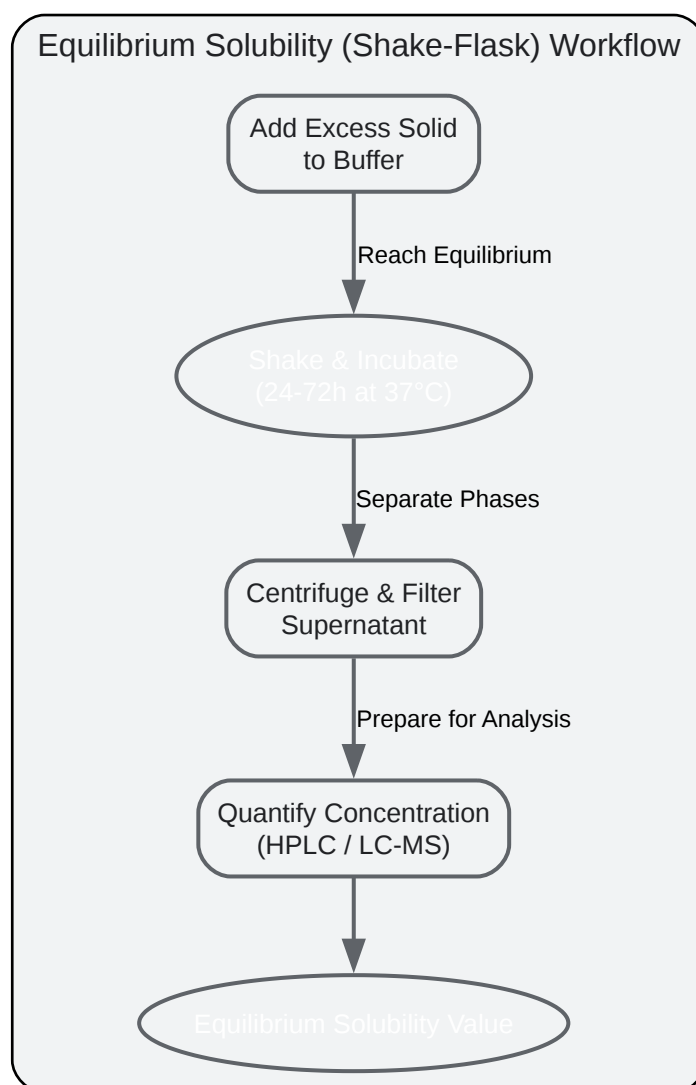 Equilibrium Solubility (Shake-Flask) Workflow
Add Excess Solid
to Buffer
Reach Equilibrium
Shake & Incubate
(24-72h at 37°C)
Separate Phases
Centrifuge & Filter
Supernatant
Prepare for Analysis
Quantify Concentration
(HPLC / LC-MS)
Equilibrium Solubility Value